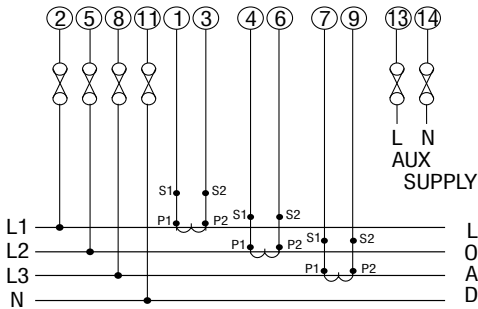 2 5 8 11 1 3 4 6 7 9 13 14
L N
AUX
SUPPLY
S1 S2
P1 P2
S1 S2
P1 P2
S1 S2
P1 P2
L1
L2
L3
N
L
O
A
D